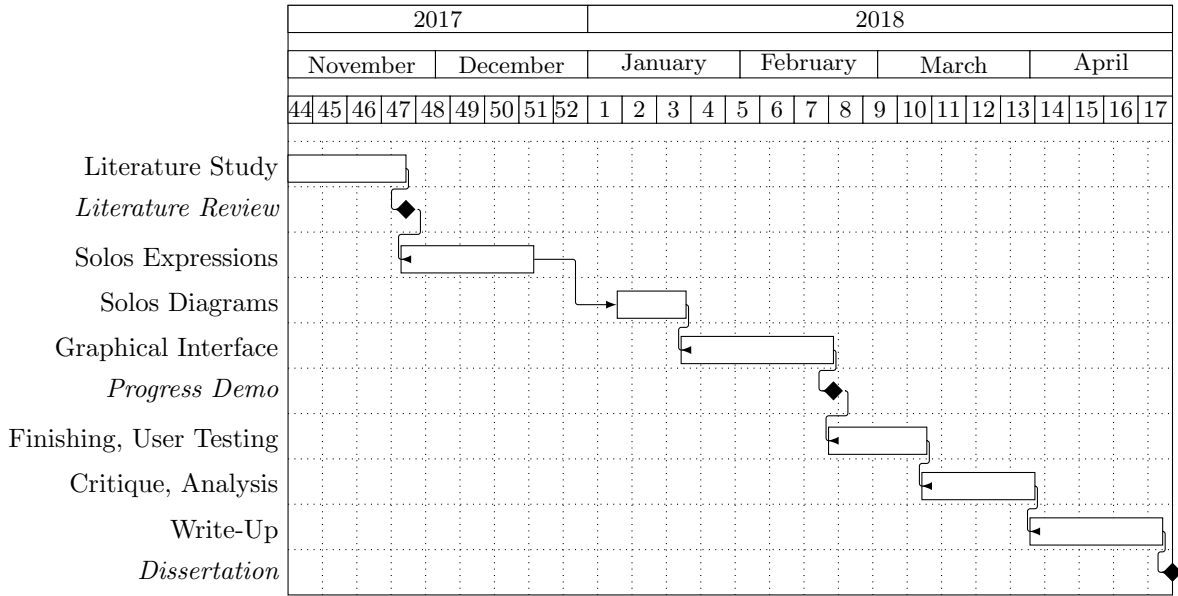 2017 2018
November December January February March April
44 45 46 47 48 49 50 51 52 1 2 3 4 5 6 7 8 9 10 11 12 13 14 15 16 17
Literature Study
Literature Review
Solos Expressions
Solos Diagrams
Graphical Interface
Progress Demo
Finishing, User Testing
Critique, Analysis
Write-Up
Dissertation